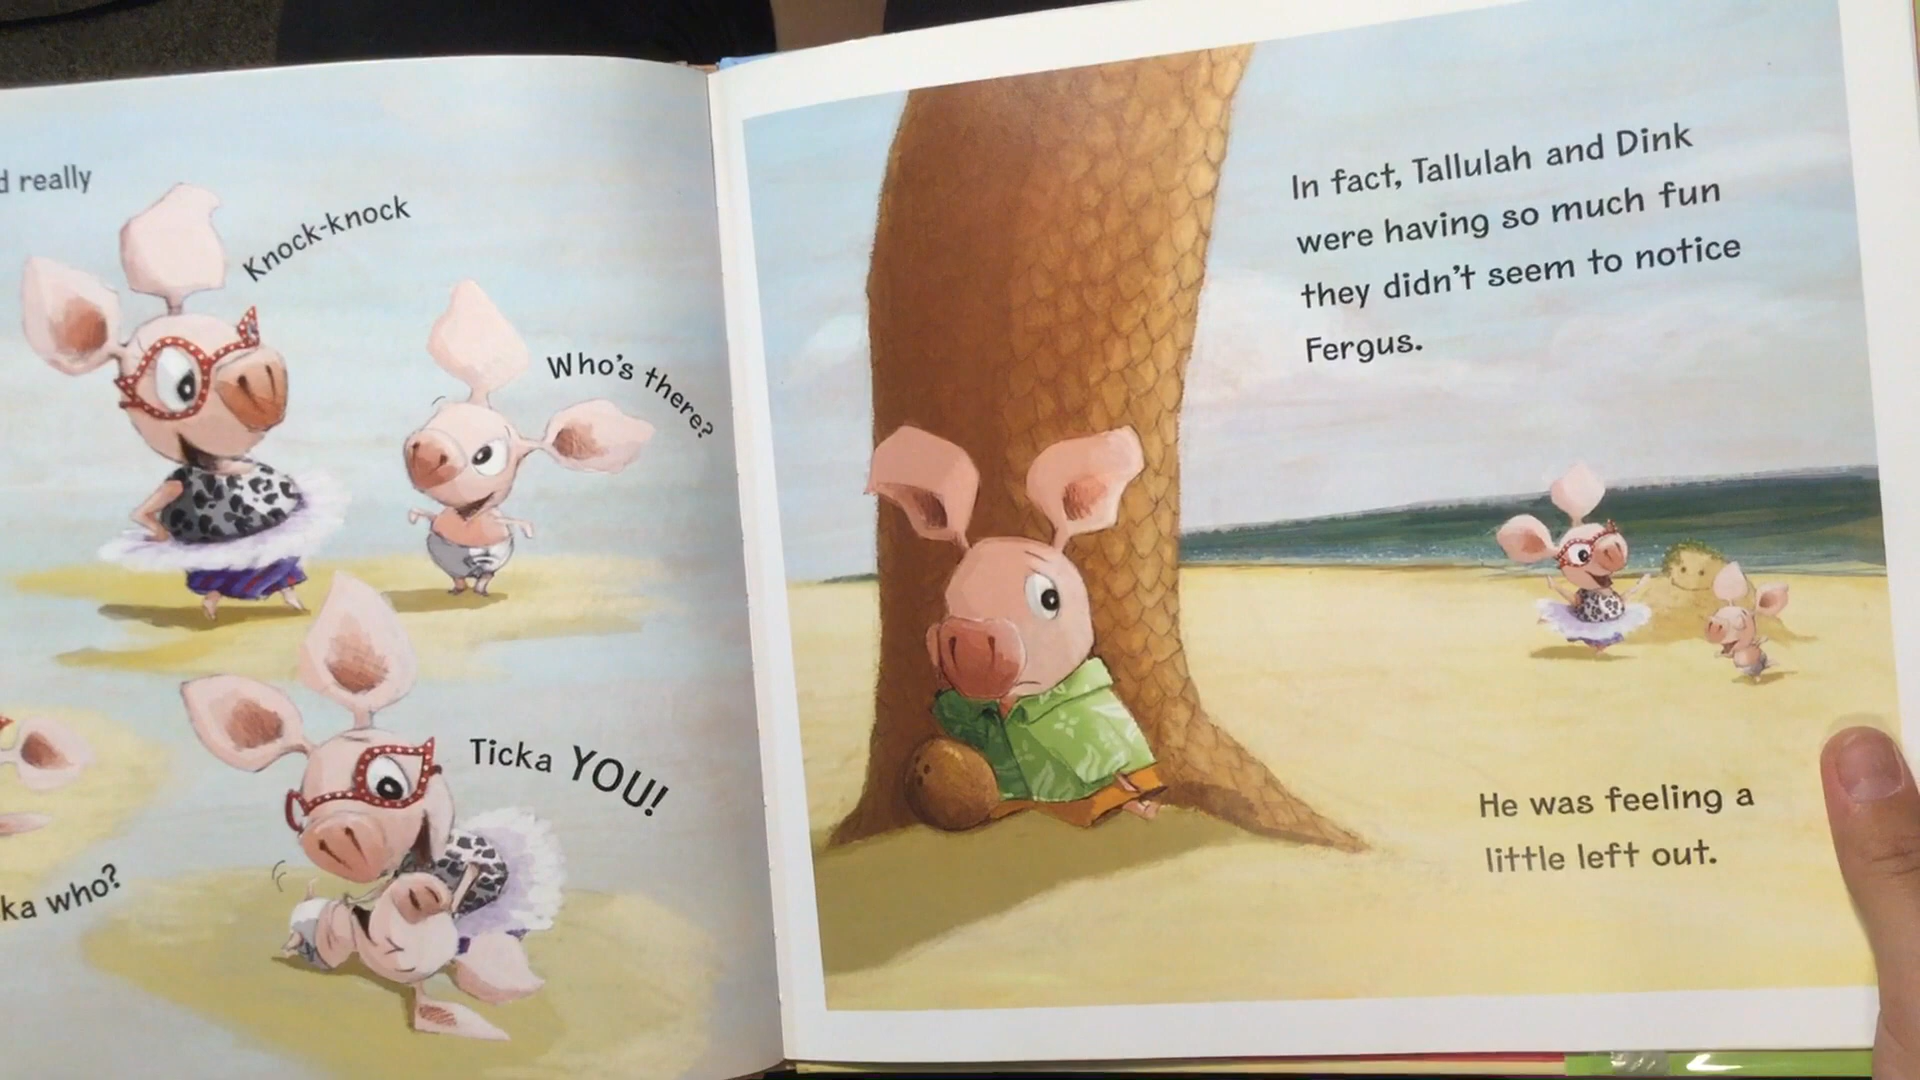 really
Knock-knock
Who's there?
who?
Ticka YOU!
In fact, Tallulah and Dink
were having so much fun
they didn't seem to notice
Fergus.
He was feeling a
little left out.